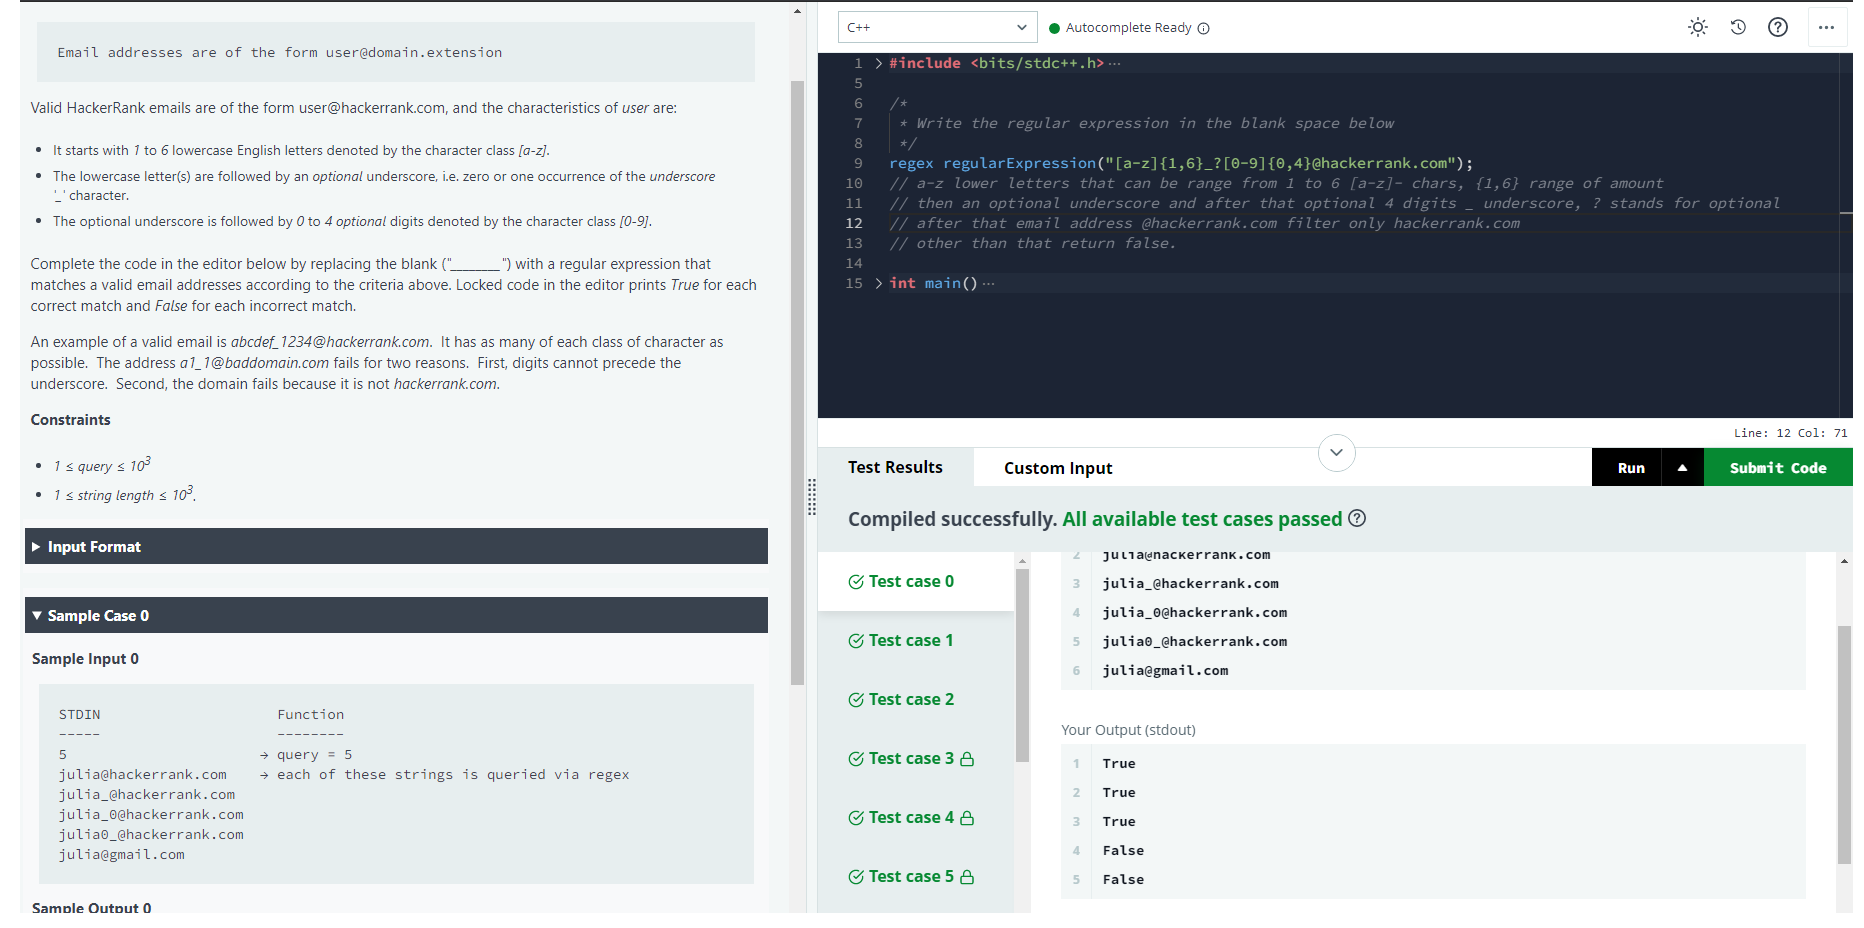 Email addresses are of the form user@domain.extension
Valid HackerRank emails are of the form user@hackerrank.com, and the characteristics of user are:
• It starts with 1 to 6 lowercase English letters denoted by the character class [a-z].
• The lowercase letter(s) are followed by an optional underscore, i.e. zero or one occurrence of the underscore
'_' character.
• The optional underscore is followed by 0 to 4 optional digits denoted by the character class [0-9].
Complete the code in the editor below by replacing the blank ("________") with a regular expression that
matches a valid email addresses according to the criteria above. Locked code in the editor prints True for each
correct match and False for each incorrect match.
An example of a valid email is abcdef_1234@hackerrank.com. It has as many of each class of character as
possible. The address a1_1@baddomain.com fails for two reasons. First, digits cannot precede the
underscore. Second, the domain fails because it is not hackerrank.com.
Constraints
• 1 ≤ query ≤ 10³
• 1 ≤ string length ≤ 10³.
Input Format
Sample Case 0
Sample Input 0
STDIN Function
----- --------
5 → query = 5
julia@hackerrank.com → each of these strings is queried via regex
julia_@hackerrank.com
julia_0@hackerrank.com
julia0_@hackerrank.com
julia@gmail.com
Sample Output 0
C++ Autocomplete Ready
1 #include <bits/stdc++.h> ···
5
6 /*
7 * Write the regular expression in the blank space below
8 */
9 regex regularExpression("[a-z]{1,6}_?[0-9]{0,4}@hackerrank.com");
10 // a-z lower letters that can be range from 1 to 6 [a-z]- chars, {1,6} range of amount
11 // then an optional underscore and after that optional 4 digits _ underscore, ? stands for optional
12 // after that email address @hackerrank.com filter only hackerrank.com
13 // other than that return false.
14
15 int main() ···
Line: 12 Col: 71
Test Results Custom Input Run Submit Code
Compiled successfully. All available test cases passed
Test case 0
Test case 1
Test case 2
Test case 3
Test case 4
Test case 5
2 julia@hackerrank.com
3 julia_@hackerrank.com
4 julia_0@hackerrank.com
5 julia0_@hackerrank.com
6 julia@gmail.com
Your Output (stdout)
1 True
2 True
3 True
4 False
5 False